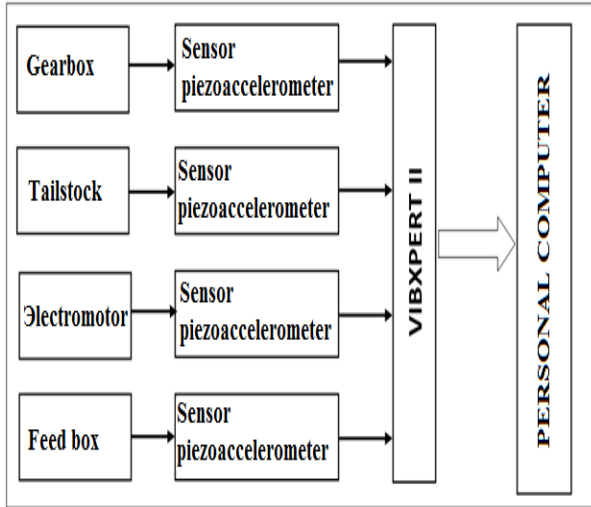 Gearbox
Sensor
piezoaccelerometer
Tailstock
Sensor
piezoaccelerometer
Эlectromotor
Sensor
piezoaccelerometer
Feed box
Sensor
piezoaccelerometer
VIBXPERT II
PERSONAL COMPUTER